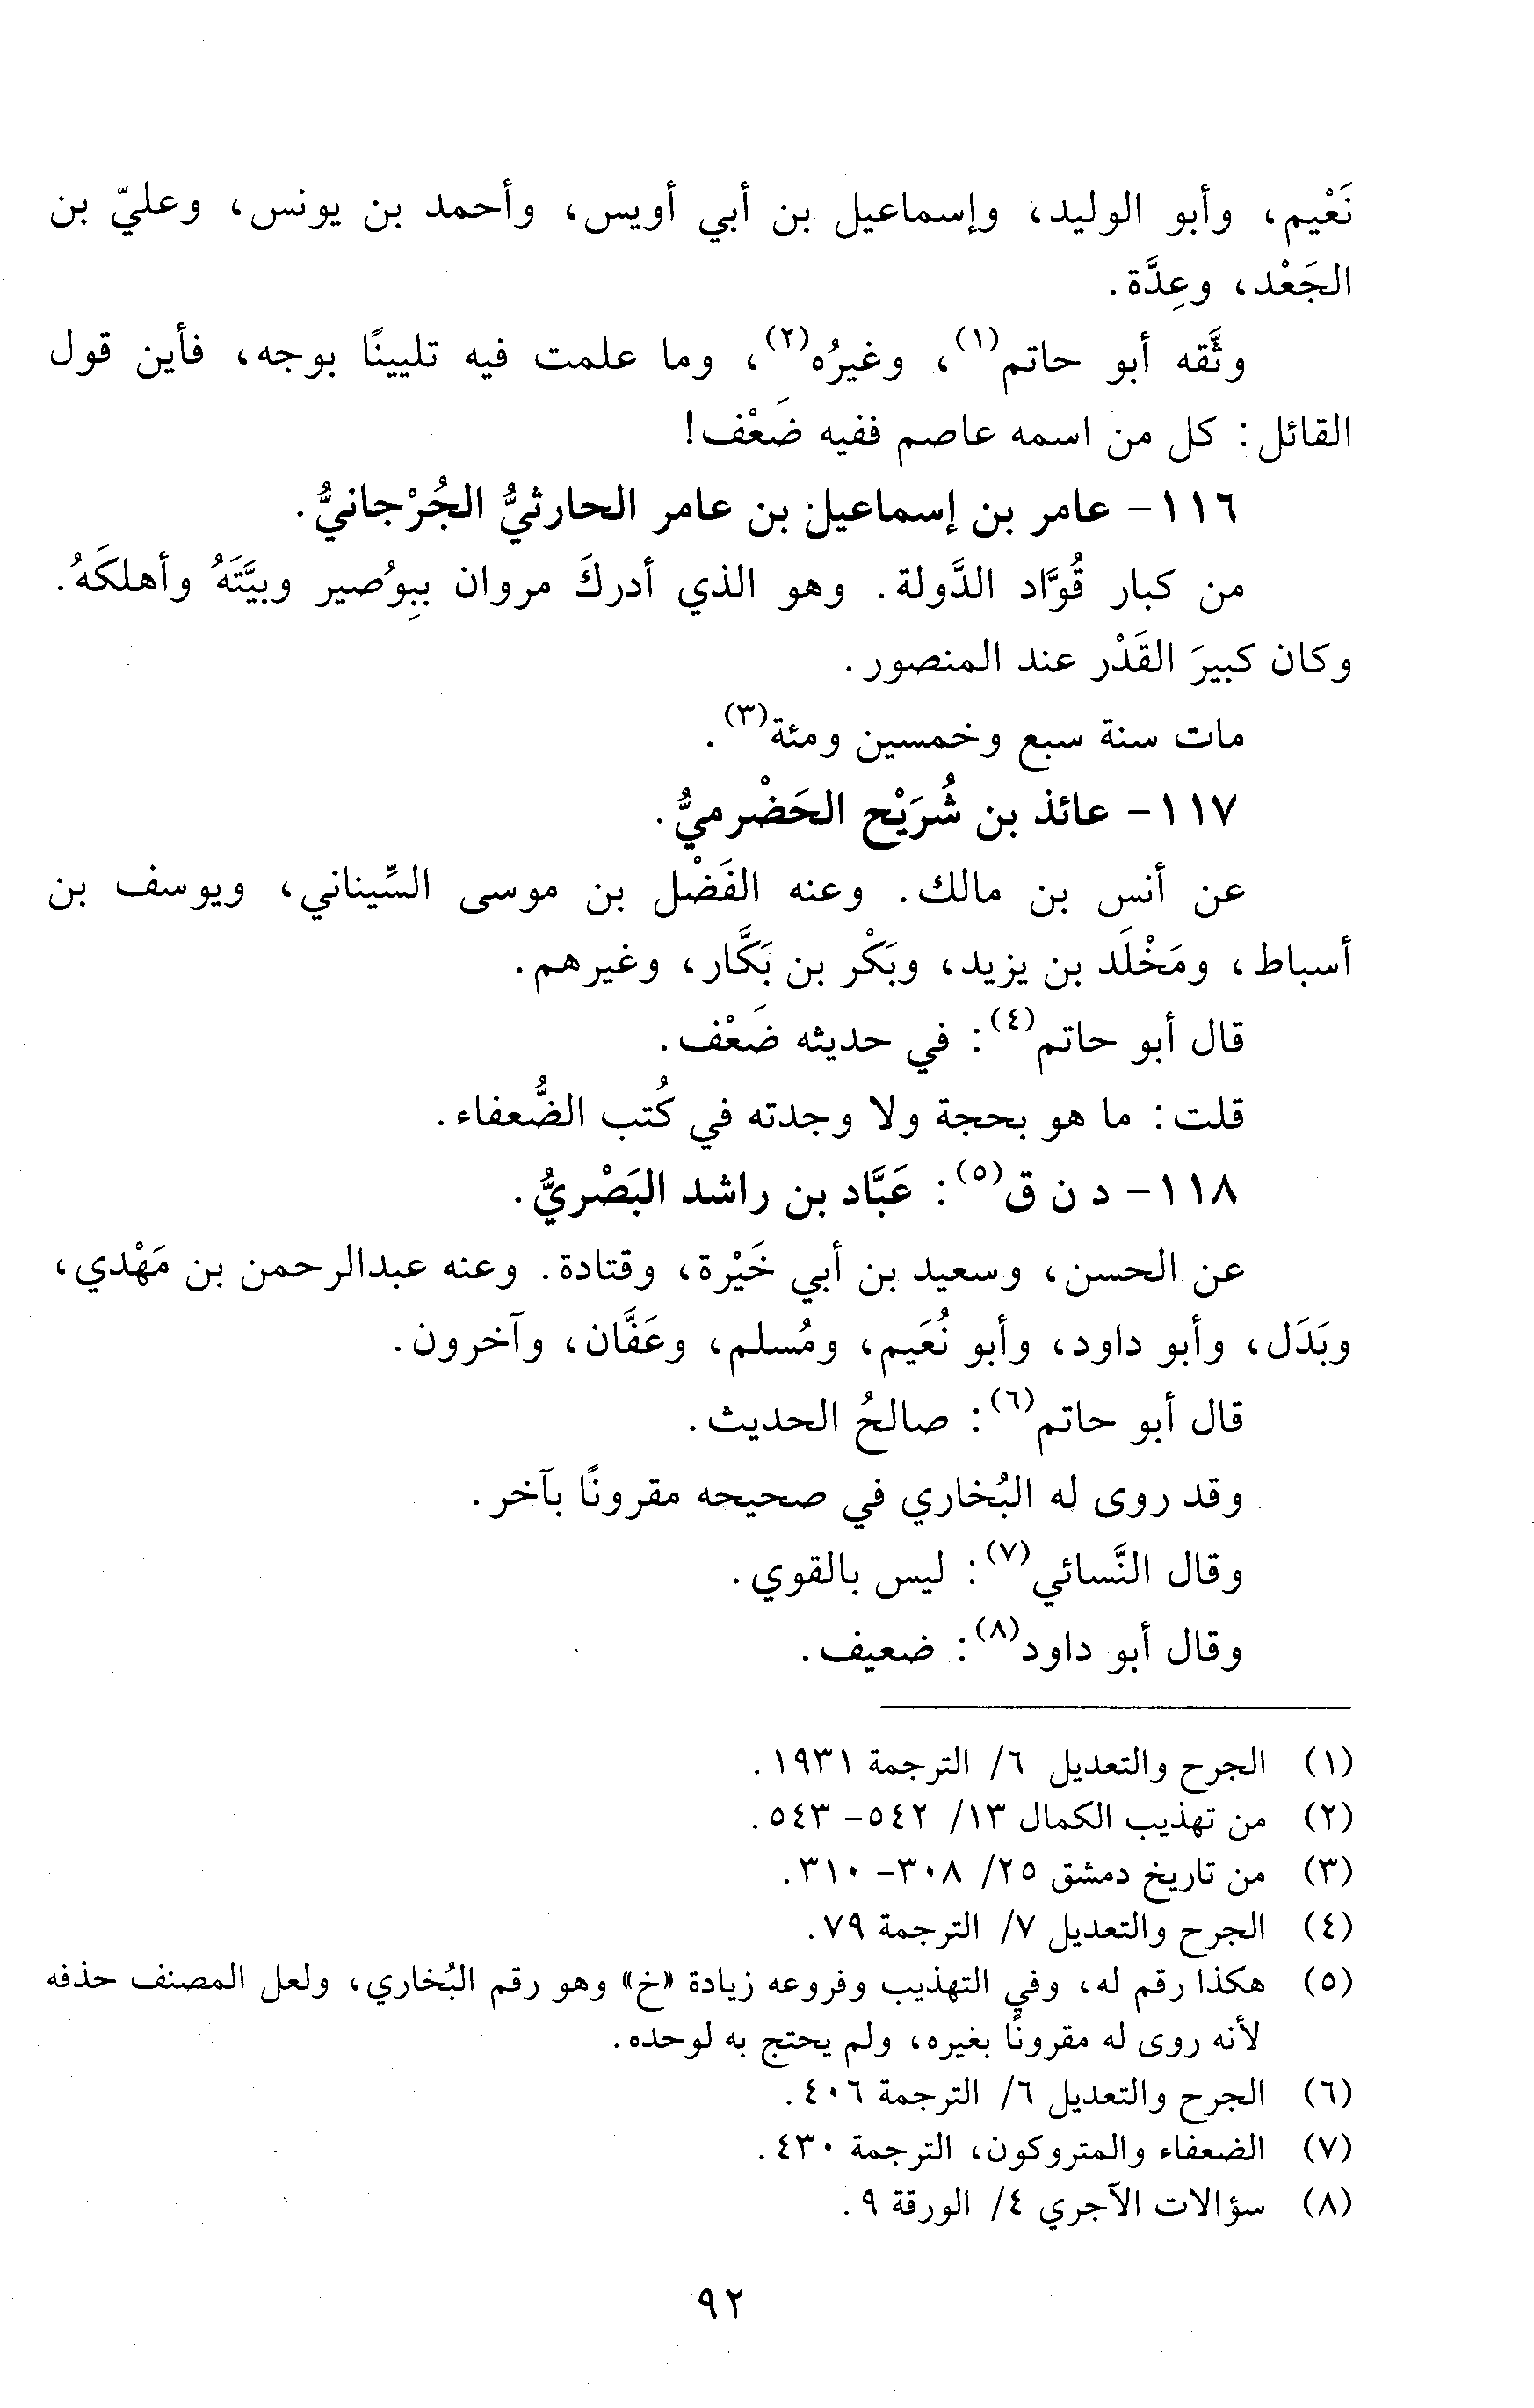 نَعْيم، وأبو الوليد، وإسماعيل بن أبي أويس، وأحمد بن يونس، وعليّ بن
الجَعْد، وعِدَّة.
وثَّقه أبو حاتم(١)، وغيرُه(٢)، وما علمت فيه تليينًا بوجه، فأين قول
القائل: كل من اسمه عاصم ففيه ضَعْف!
١١٦- عامر بن إسماعيل بن عامر الحارثيُّ الجُرْجانيُّ.
من كبار قُوَّاد الدَّولة. وهو الذي أدركَ مروان ببِوُصير وبيَّتَهُ وأهلكَهُ.
وكان كبيرَ القَدْر عند المنصور.
مات سنة سبع وخمسين ومئة(٣).
١١٧- عائذ بن شُرَيْح الحَضْرميُّ.
عن أنس بن مالك. وعنه الفَضْل بن موسى السِّيناني، ويوسف بن
أسباط، ومَخْلَد بن يزيد، وبَكْر بن بَكَّار، وغيرهم.
قال أبو حاتم(٤): في حديثه ضَعْف.
قلت: ما هو بحجة ولا وجدته في كُتب الضُّعفاء.
١١٨- د ن ق(٥): عَبَّاد بن راشد البَصْريُّ.
عن الحسن، وسعيد بن أبي خَيْرة، وقتادة. وعنه عبدالرحمن بن مَهْدي،
وبَدَل، وأبو داود، وأبو نُعَيم، ومُسلم، وعَفَّان، وآخرون.
قال أبو حاتم(٦): صالحُ الحديث.
وقد روى له البُخاري في صحيحه مقرونًا بآخر.
وقال النَّسائي(٧): ليس بالقوي.
وقال أبو داود(٨): ضعيف.
(١) الجرح والتعديل ٦/ الترجمة ١٩٣١.
(٢) من تهذيب الكمال ١٣/ ٥٤٢- ٥٤٣.
(٣) من تاريخ دمشق ٢٥/ ٣٠٨- ٣١٠.
(٤) الجرح والتعديل ٧/ الترجمة ٧٩.
(٥) هكذا رقم له، وفي التهذيب وفروعه زيادة «خ» وهو رقم البُخاري، ولعل المصنف حذفه
لأنه روى له مقرونًا بغيره، ولم يحتج به لوحده.
(٦) الجرح والتعديل ٦/ الترجمة ٤٠٦.
(٧) الضعفاء والمتروكون، الترجمة ٤٣٠.
(٨) سؤالات الآجري ٤/ الورقة ٩.
٩٢